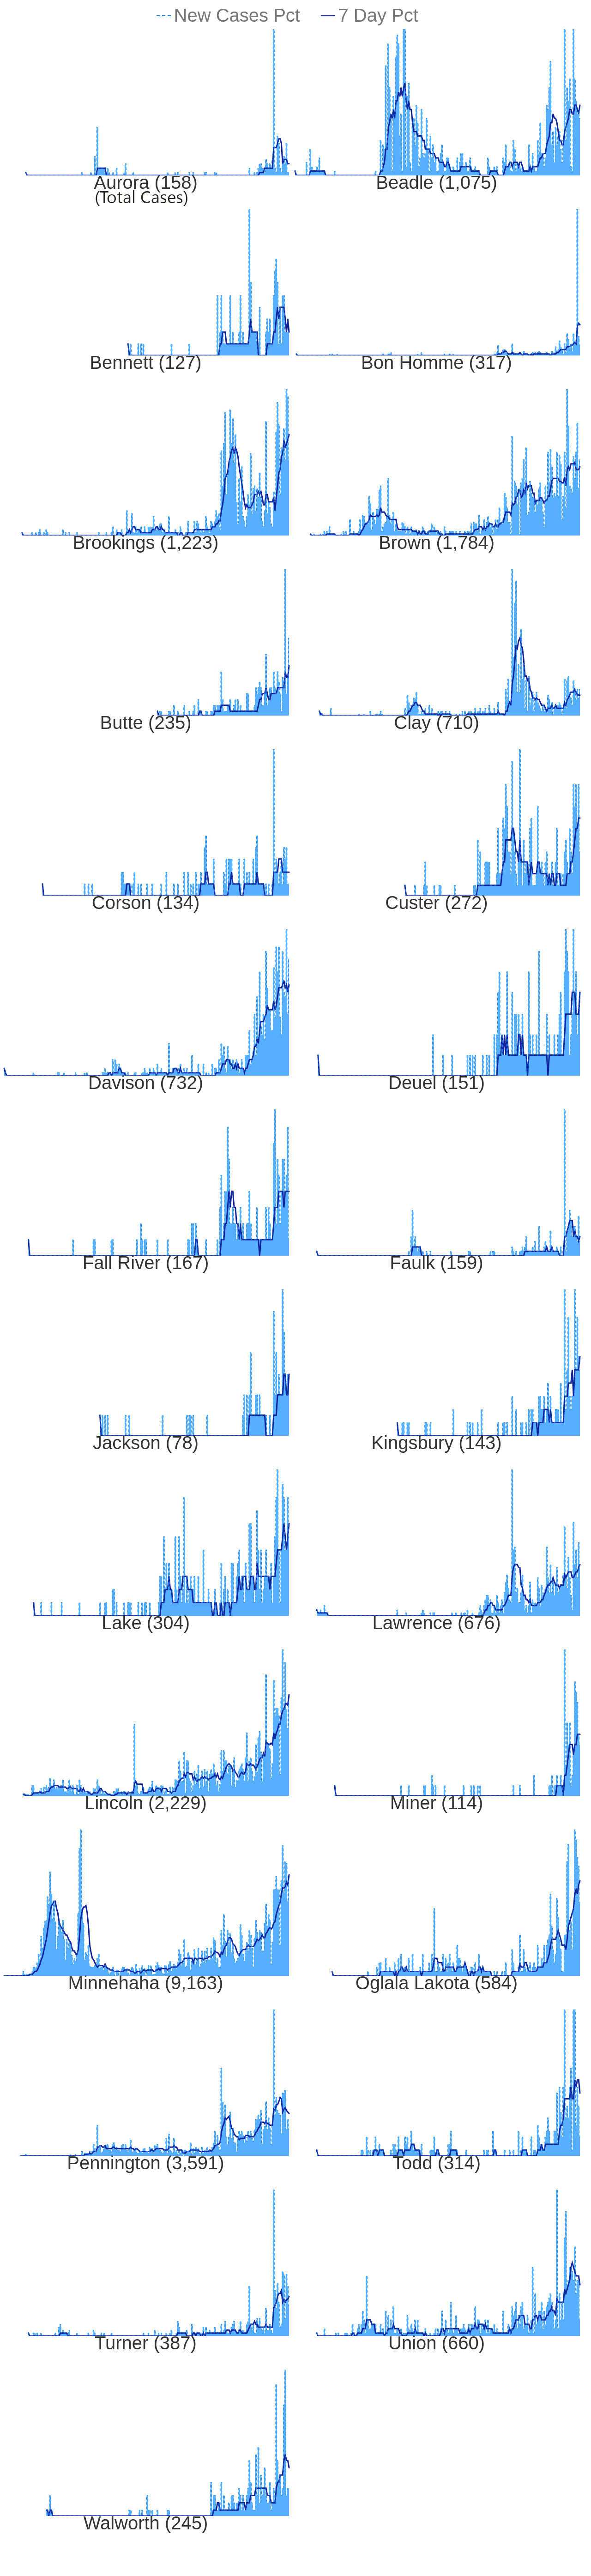 New Cases Pct 7 Day Pct
Aurora (158) Beadle (1,075)
(Total Cases)
Bennett (127) Bon Homme (317)
Brookings (1,223) Brown (1,784)
Butte (235) Clay (710)
Corson (134) Custer (272)
Davison (732) Deuel (151)
Fall River (167) Faulk (159)
Jackson (78) Kingsbury (143)
Lake (304) Lawrence (676)
Lincoln (2,229) Miner (114)
Minnehaha (9,163) Oglala Lakota (584)
Pennington (3,591) Todd (314)
Turner (387) Union (660)
Walworth (245)